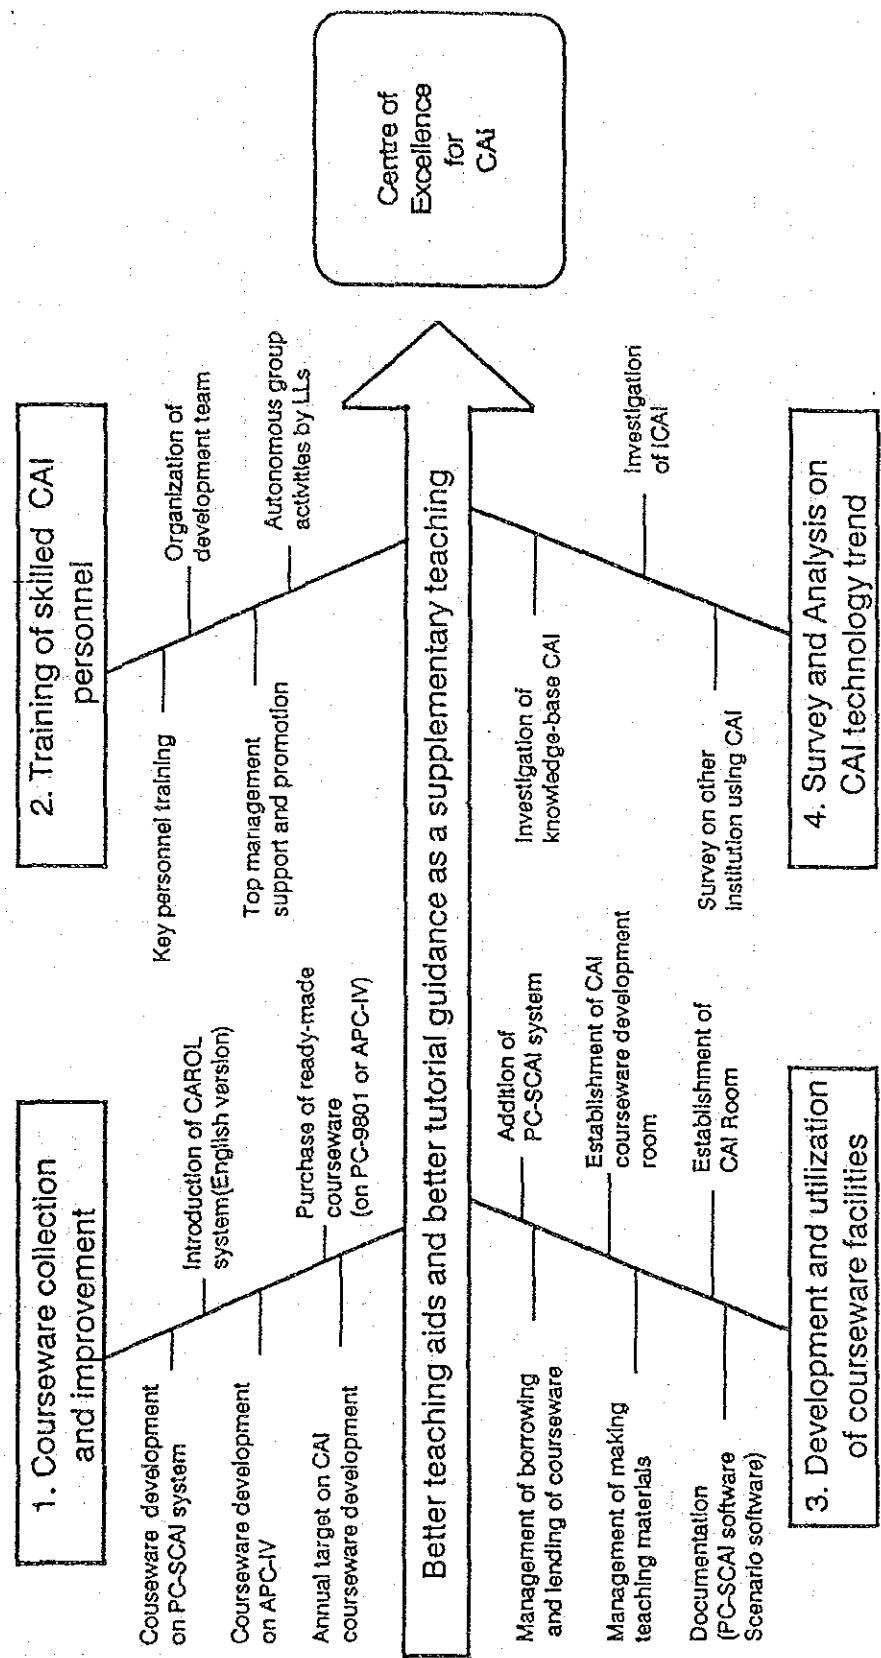 1. Courseware collection
and improvement
Couseware development
on PC-SCAI system
Introduction of CAROL
system(English version)
Courseware development
on APC-IV
Purchase of ready-made
courseware
(on PC-9801 or APC-IV)
Annual target on CAI
courseware development
2. Training of skilled CAI
personnel
Key personnel training
Organization of
development team
Top management
support and promotion
Autonomous group
activities by LLs
Better teaching aids and better tutorial guidance as a supplementary teaching
Centre of
Excellence
for
CAI
Addition of
PC-SCAI system
Management of borrowing
and lending of courseware
Establishment of CAI
courseware development
room
Management of making
teaching materials
Establishment of
CAI Room
Documentation
(PC-SCAI software
Scenario software)
3. Development and utilization
of courseware facilities
Investigation of
knowledge-base CAI
Investigation
of ICAI
Survey on other
institution using CAI
4. Survey and Analysis on
CAI technology trend